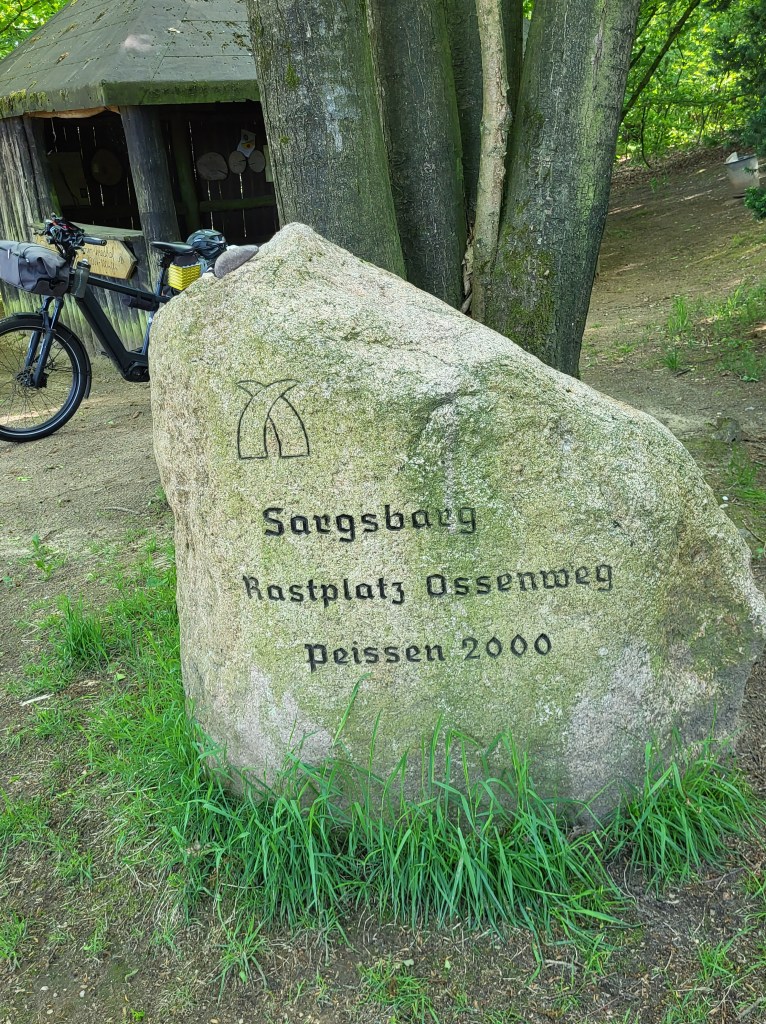 Sargsbarg
Rastplatz Ossenweg
Peissen 2000